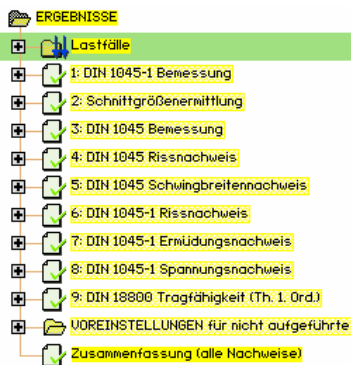 ERGEBNISSE
Lastfälle
1: DIN 1045-1 Bemessung
2: Schnittgrößenermittlung
3: DIN 1045 Bemessung
4: DIN 1045 Rissnachweis
5: DIN 1045 Schwingbreitennachweis
6: DIN 1045-1 Rissnachweis
7: DIN 1045-1 Ermüdungsnachweis
8: DIN 1045-1 Spannungsnachweis
9: DIN 18800 Tragfähigkeit (Th. 1. Ord.)
VOREINSTELLUNGEN für nicht aufgeführte
Zusammenfassung (alle Nachweise)